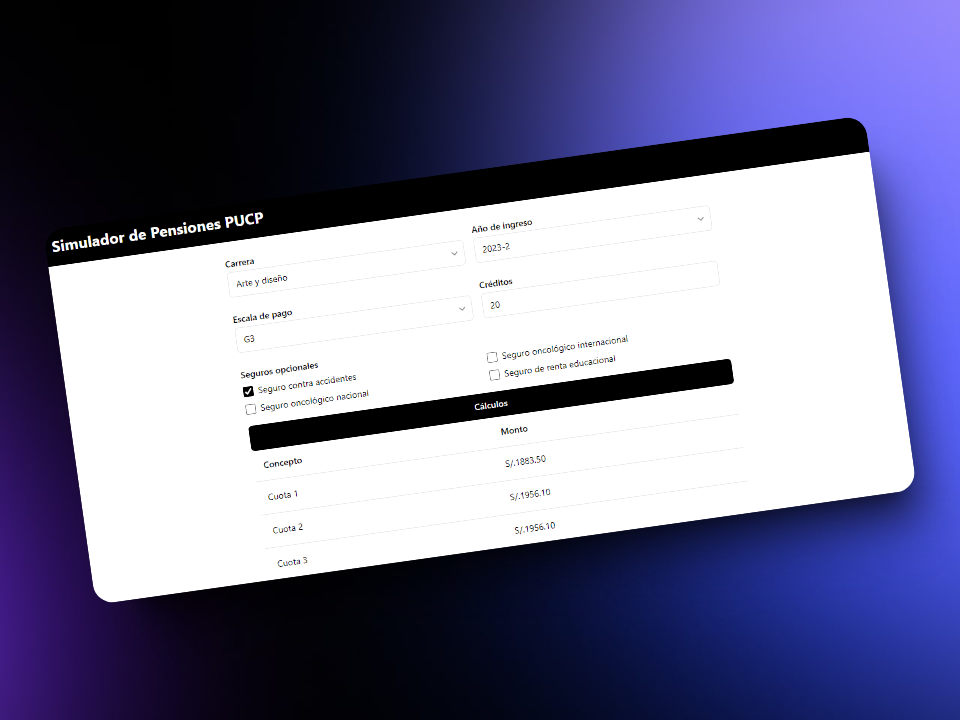 Simulador de Pensiones PUCP
Carrera
Arte y diseño
Año de ingreso
2023-2
Escala de pago
G3
Créditos
20
Seguros opcionales
Seguro contra accidentes
Seguro oncológico internacional
Seguro oncológico nacional
Seguro de renta educacional
Cálculos
Concepto Monto
Cuota 1 S/.1883.50
Cuota 2 S/.1956.10
Cuota 3 S/.1956.10